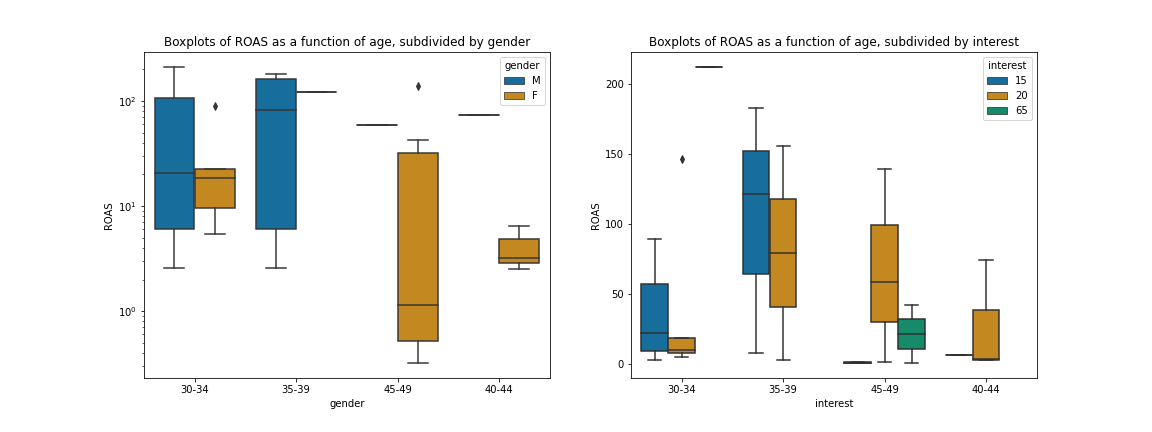 Boxplots of ROAS as a function of age, subdivided by gender
gender
M
F
10²
10¹
10⁰
ROAS
30-34
35-39
45-49
40-44
gender
Boxplots of ROAS as a function of age, subdivided by interest
interest
15
20
65
200
150
100
50
0
ROAS
30-34
35-39
45-49
40-44
interest